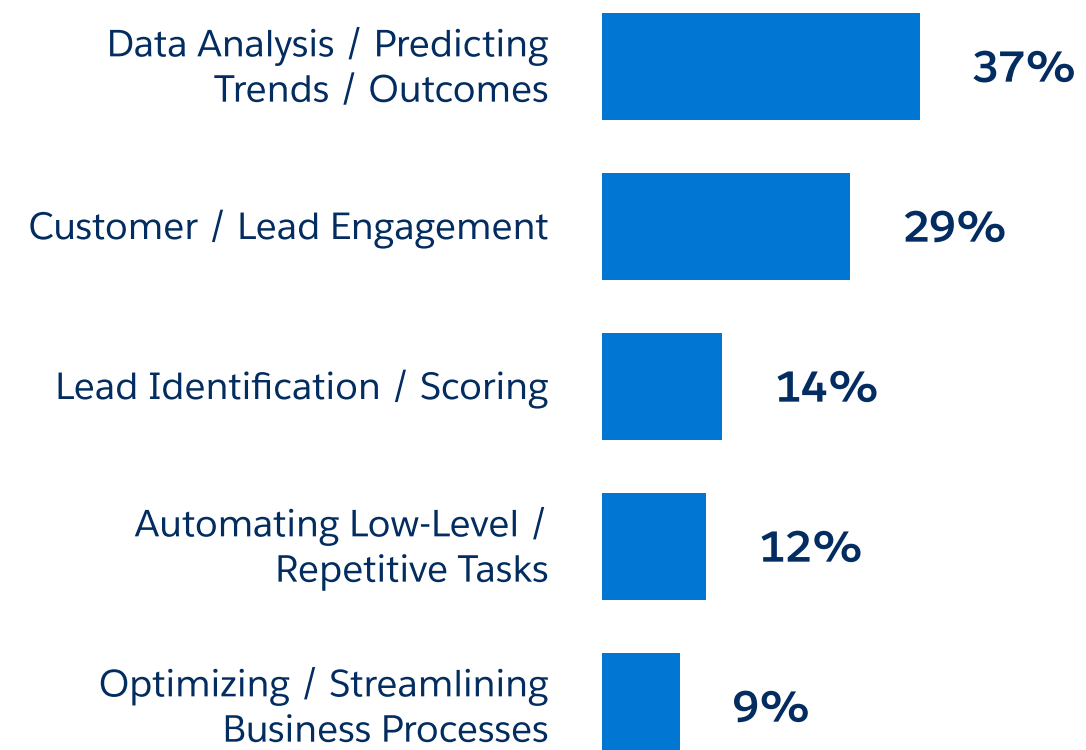 Data Analysis / Predicting
Trends / Outcomes
37%
Customer / Lead Engagement
29%
Lead Identification / Scoring
14%
Automating Low-Level /
Repetitive Tasks
12%
Optimizing / Streamlining
Business Processes
9%